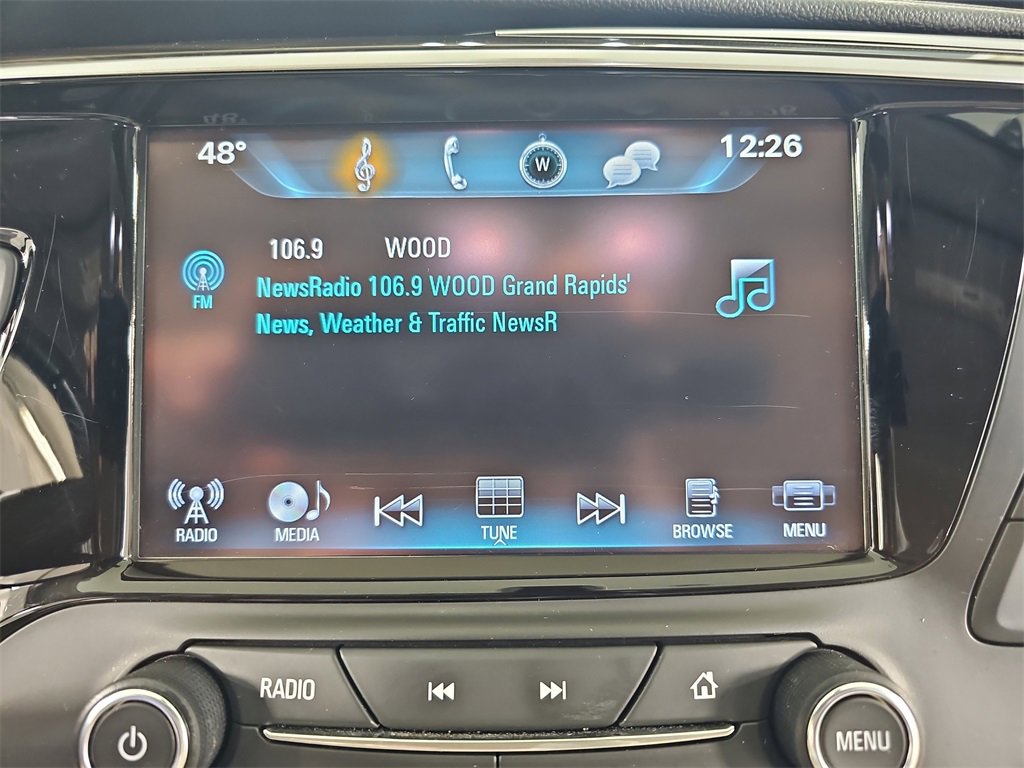 48° W 12:26
106.9 WOOD
FM
NewsRadio 106.9 WOOD Grand Rapids'
News, Weather & Traffic NewsR
RADIO MEDIA TUNE BROWSE MENU
RADIO
MENU